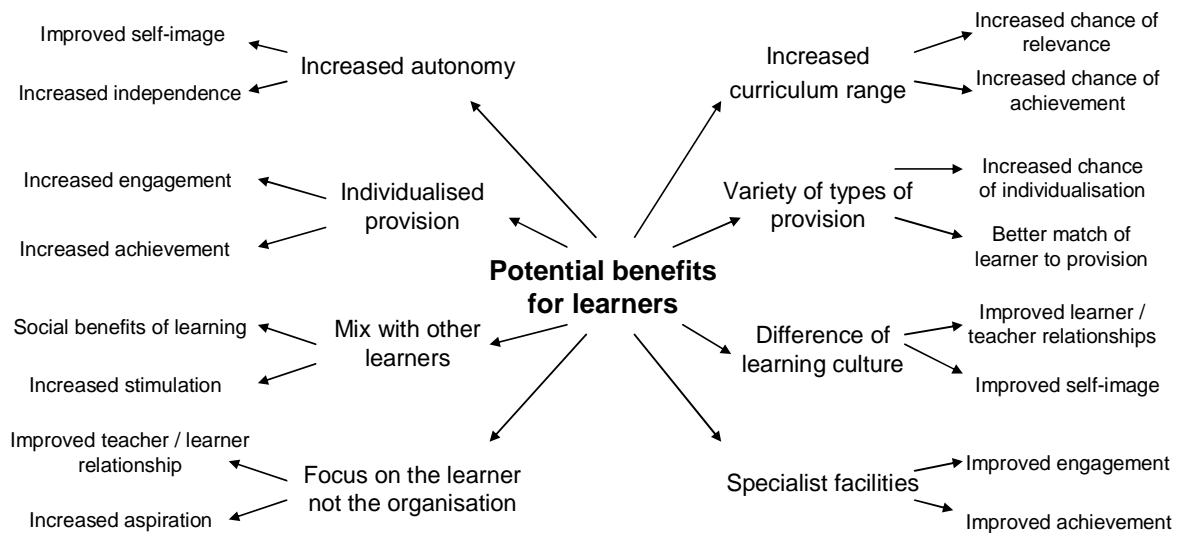 Improved self-image
Increased independence
Increased autonomy
Increased engagement
Increased achievement
Individualised
provision
Social benefits of learning
Increased stimulation
Mix with other
learners
Improved teacher / learner
relationship
Increased aspiration
Focus on the learner
not the organisation
Potential benefits
for learners
Increased
curriculum range
Increased chance of
relevance
Increased chance of
achievement
Variety of types of
provision
Increased chance
of individualisation
Better match of
learner to provision
Difference of
learning culture
Improved learner /
teacher relationships
Improved self-image
Specialist facilities
Improved engagement
Improved achievement